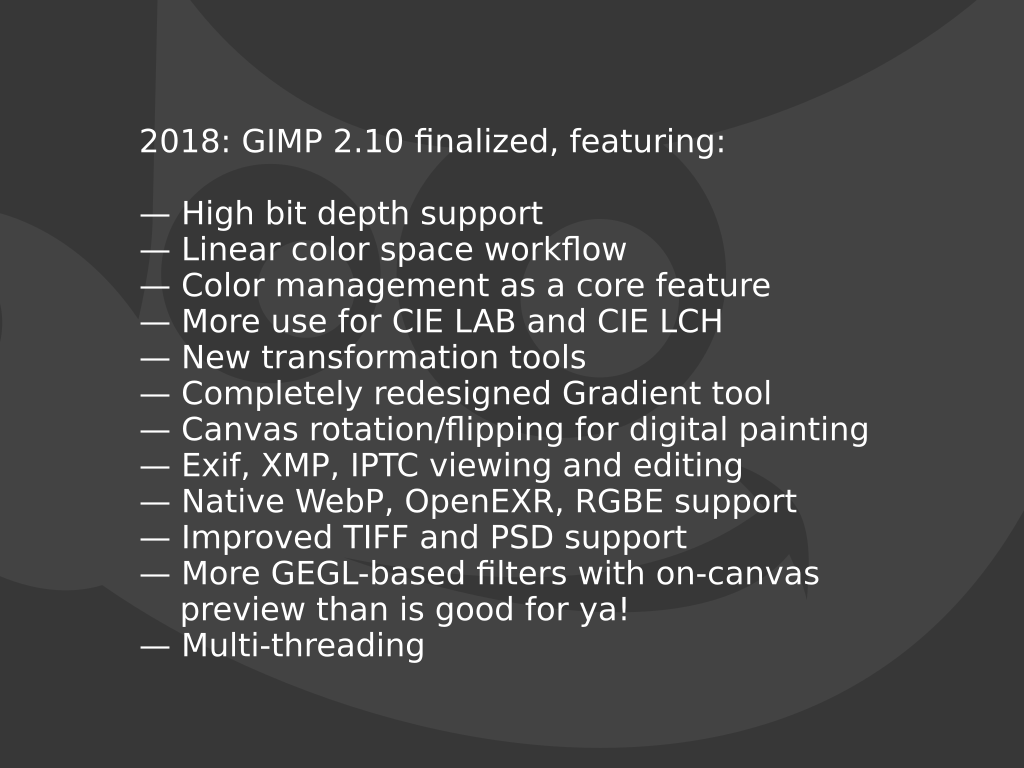 2018: GIMP 2.10 finalized, featuring:
— High bit depth support
— Linear color space workflow
— Color management as a core feature
— More use for CIE LAB and CIE LCH
— New transformation tools
— Completely redesigned Gradient tool
— Canvas rotation/flipping for digital painting
— Exif, XMP, IPTC viewing and editing
— Native WebP, OpenEXR, RGBE support
— Improved TIFF and PSD support
— More GEGL-based filters with on-canvas
preview than is good for ya!
— Multi-threading